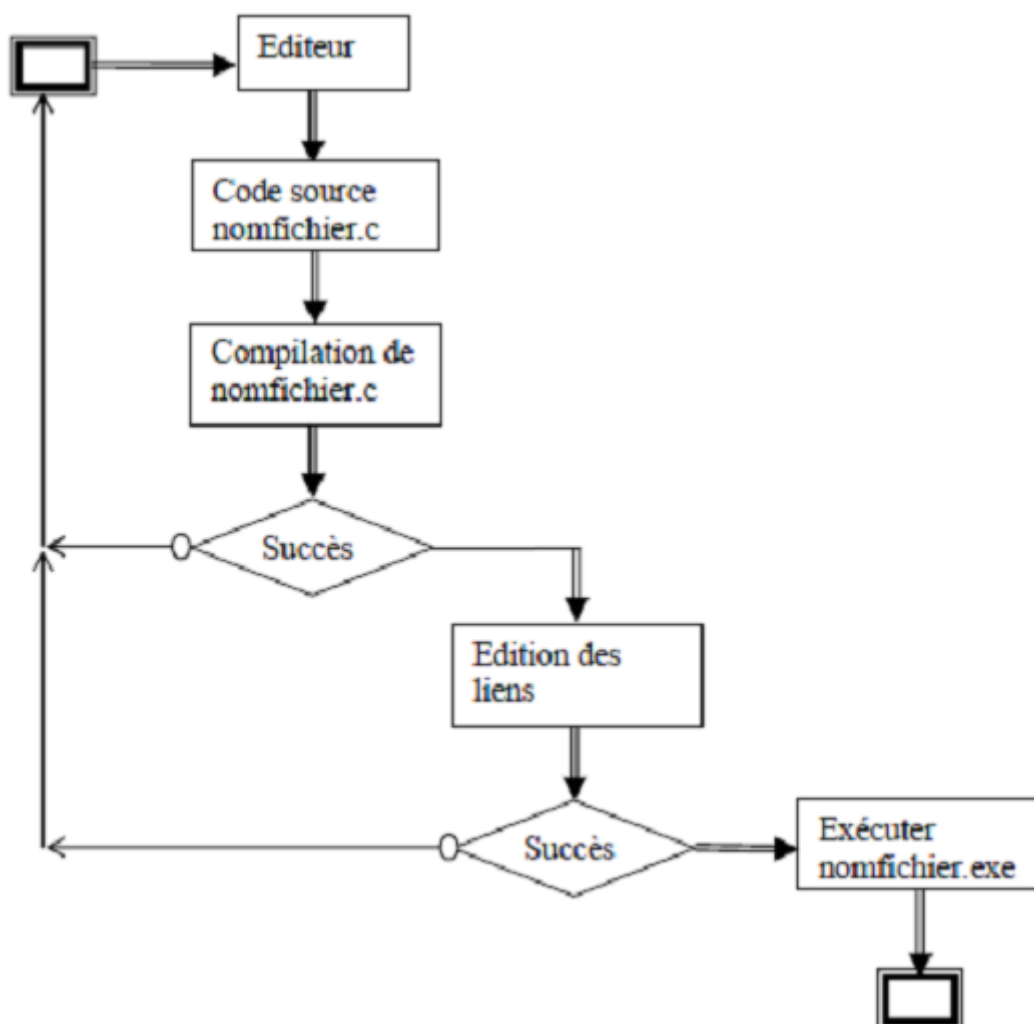 Editeur
Code source
nomfichier.c
Compilation de
nomfichier.c
Succès
Edition des
liens
Succès
Exécuter
nomfichier.exe